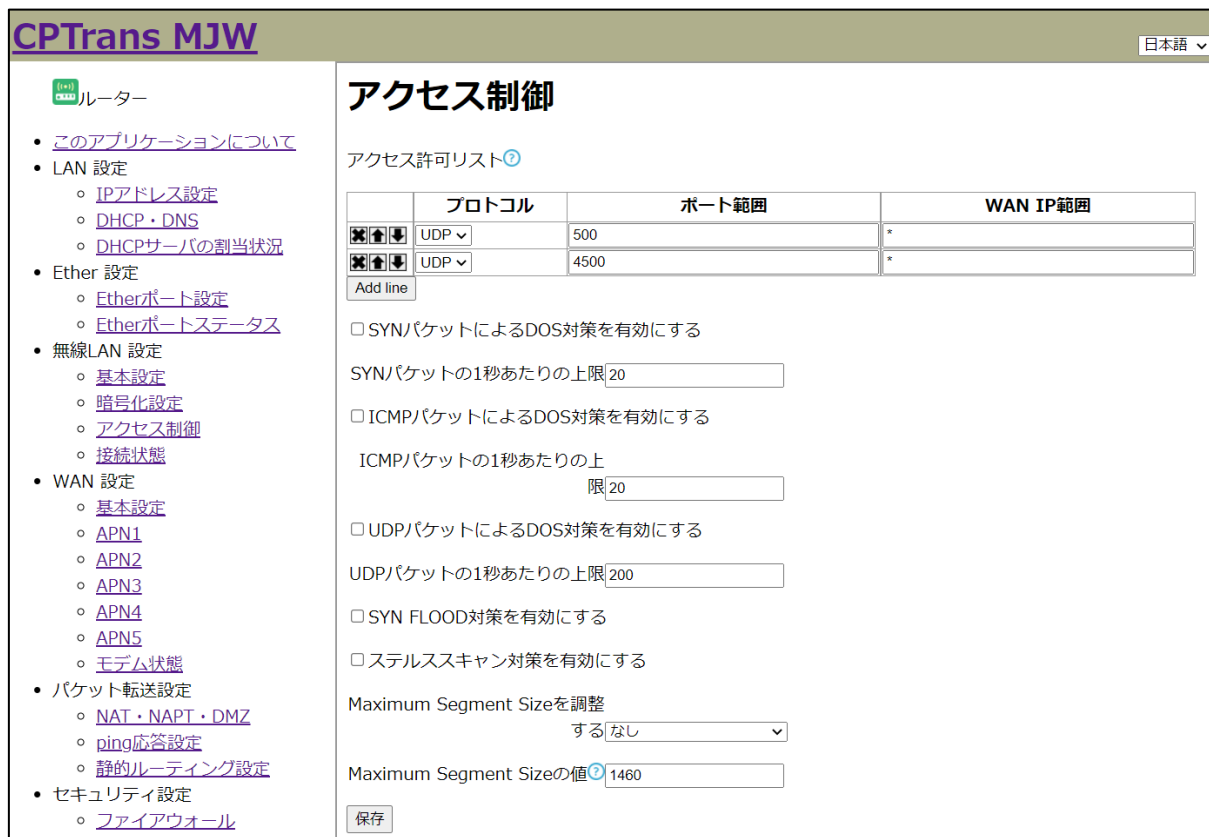 CPTrans MJW
日本語
ルーター
このアプリケーションについて
LAN 設定
IPアドレス設定
DHCP・DNS
DHCPサーバの割当状況
Ether 設定
Etherポート設定
Etherポートステータス
無線LAN 設定
基本設定
暗号化設定
アクセス制御
接続状態
WAN 設定
基本設定
APN1
APN2
APN3
APN4
APN5
モデム状態
パケット転送設定
NAT・NAPT・DMZ
ping応答設定
静的ルーティング設定
セキュリティ設定
ファイアウォール
アクセス制御
アクセス許可リスト?
プロトコル ポート範囲 WAN IP範囲
UDP 500 *
UDP 4500 *
Add line
SYNパケットによるDOS対策を有効にする
SYNパケットの1秒あたりの上限 20
ICMPパケットによるDOS対策を有効にする
ICMPパケットの1秒あたりの上
限 20
UDPパケットによるDOS対策を有効にする
UDPパケットの1秒あたりの上限 200
SYN FLOOD対策を有効にする
ステルススキャン対策を有効にする
Maximum Segment Sizeを調整
する なし
Maximum Segment Sizeの値? 1460
保存